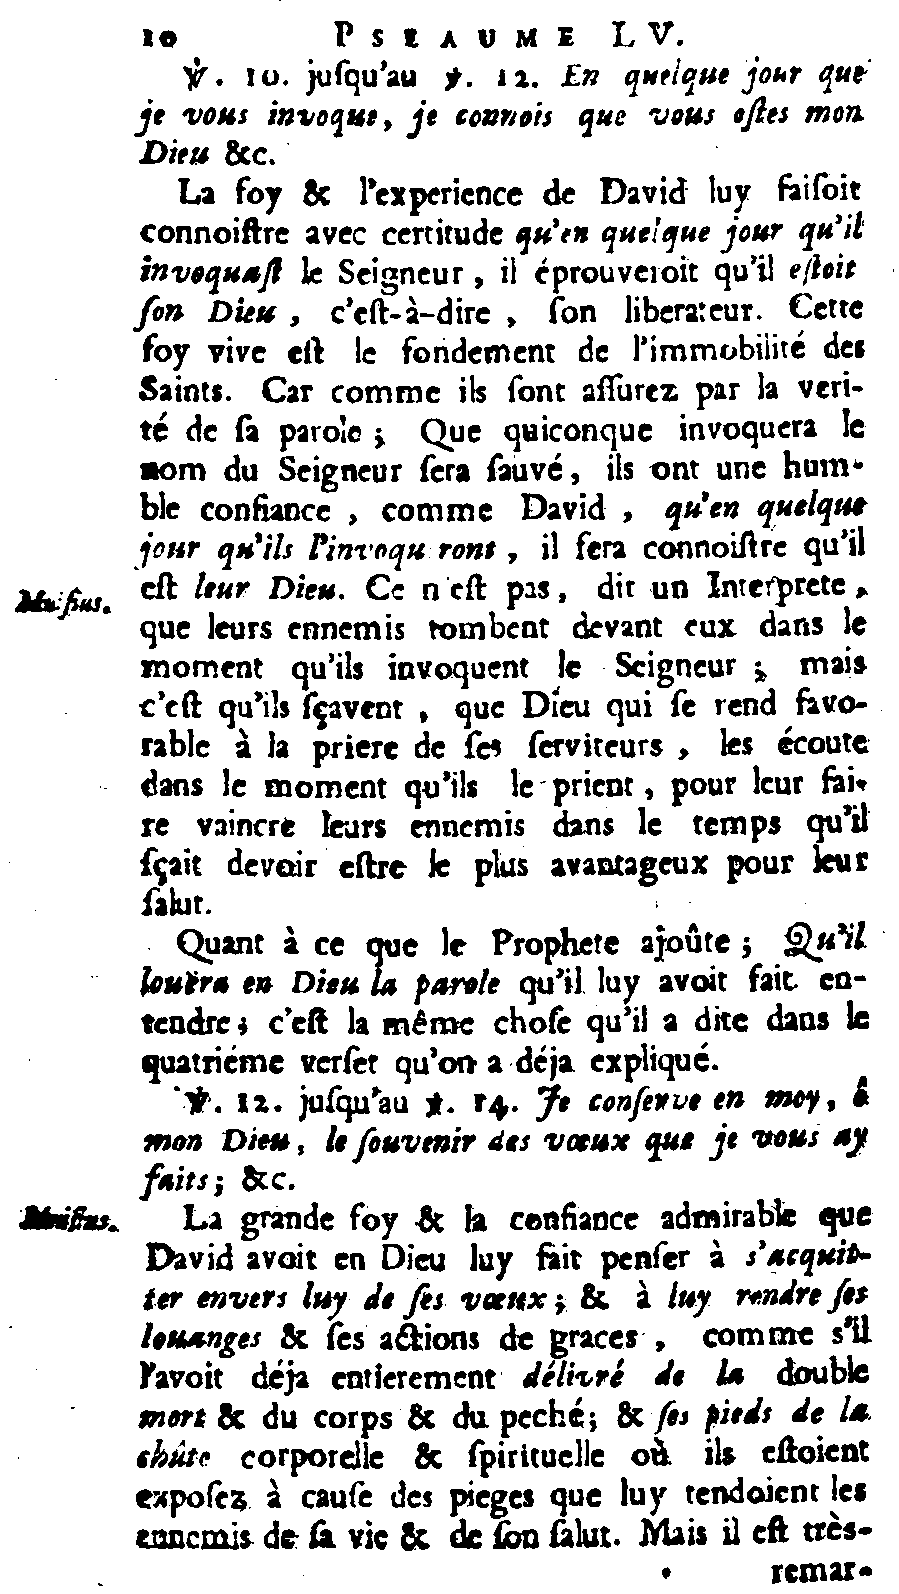 10 PSEAUME LV.
℣. 10. juſqu'au ℣. 12. En quelque jour que
je vous invoque, je connois que vous eſtes mon
Dieu &c.
La foy & l'experience de David luy faiſoit
connoiſtre avec certitude qu'en quelque jour qu'il
invoquaſt le Seigneur, il éprouveroit qu'il eſtoit
ſon Dieu, c'eſt-à-dire, ſon liberateur. Cette
foy vive eſt le fondement de l'immobilité des
Saints. Car comme ils ſont aſſurez par la veri-
té de ſa parole; Que quiconque invoquera le
nom du Seigneur ſera ſauvé, ils ont une hum-
ble confiance, comme David, qu'en quelque
jour qu'ils l'invoqueront, il fera connoiſtre qu'il
Muiſius. eſt leur Dieu. Ce n'eſt pas, dit un Interprete,
que leurs ennemis tombent devant eux dans le
moment qu'ils invoquent le Seigneur; mais
c'eſt qu'ils ſçavent, que Dieu qui ſe rend favo-
rable à la priere de ſes ſerviteurs, les écoute
dans le moment qu'ils le prient, pour leur fai-
re vaincre leurs ennemis dans le temps qu'il
ſçait devoir eſtre le plus avantageux pour leur
ſalut.
Quant à ce que le Prophete ajoûte; Qu'il
louëra en Dieu la parole qu'il luy avoit fait en-
tendre; c'eſt la même choſe qu'il a dite dans le
quatriéme verſet qu'on a déja expliqué.
℣. 12. juſqu'au ℣. 14. Je conſerve en moy, ô
mon Dieu, le ſouvenir des vœux que je vous ay
faits; &c.
Muiſius. La grande foy & la confiance admirable que
David avoit en Dieu luy fait penſer à s'acquit-
ter envers luy de ſes vœux; & à luy rendre ſes
louanges & ſes actions de graces, comme s'il
l'avoit déja entierement délivré de la double
mort & du corps & du peché; & ſes pieds de la
chûte corporelle & ſpirituelle où ils eſtoient
expoſez à cauſe des pieges que luy tendoient les
ennemis de ſa vie & de ſon ſalut. Mais il eſt très-
remar-